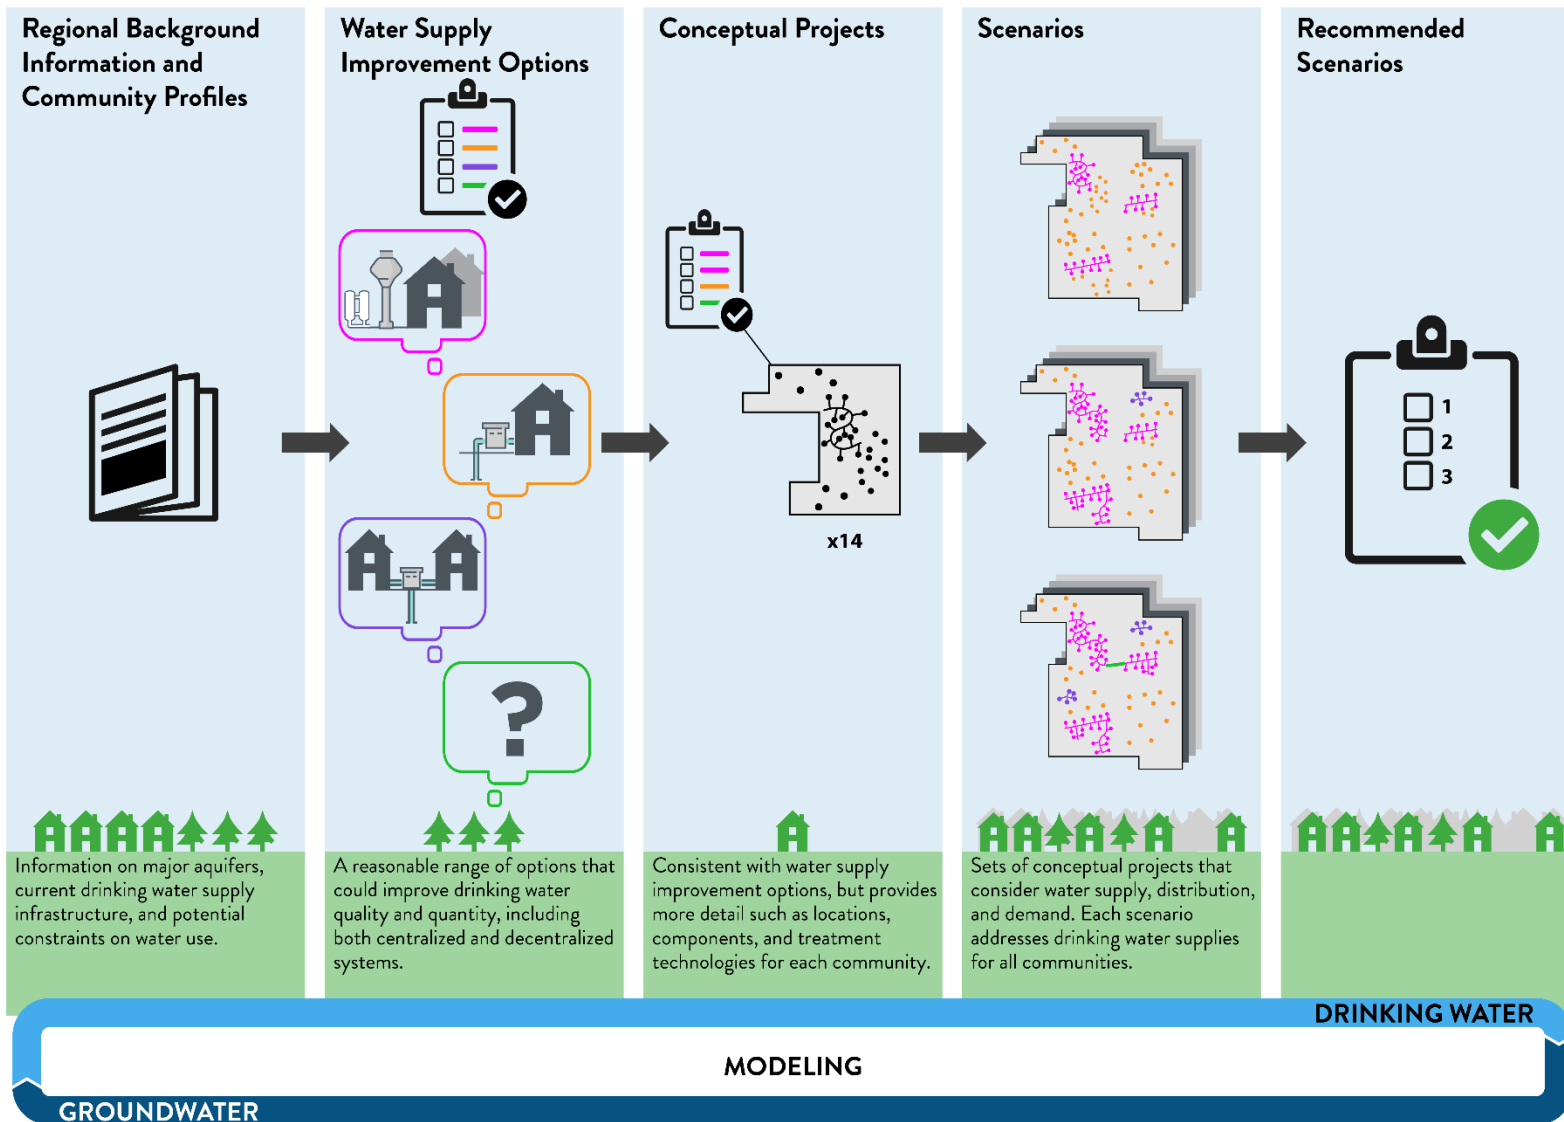 Regional Background
Information and
Community Profiles
Water Supply
Improvement Options
Conceptual Projects
Scenarios
Recommended
Scenarios
?
x14
1
2
3
Information on major aquifers,
current drinking water supply
infrastructure, and potential
constraints on water use.
A reasonable range of options that
could improve drinking water
quality and quantity, including
both centralized and decentralized
systems.
Consistent with water supply
improvement options, but provides
more detail such as locations,
components, and treatment
technologies for each community.
Sets of conceptual projects that
consider water supply, distribution,
and demand. Each scenario
addresses drinking water supplies
for all communities.
DRINKING WATER
MODELING
GROUNDWATER